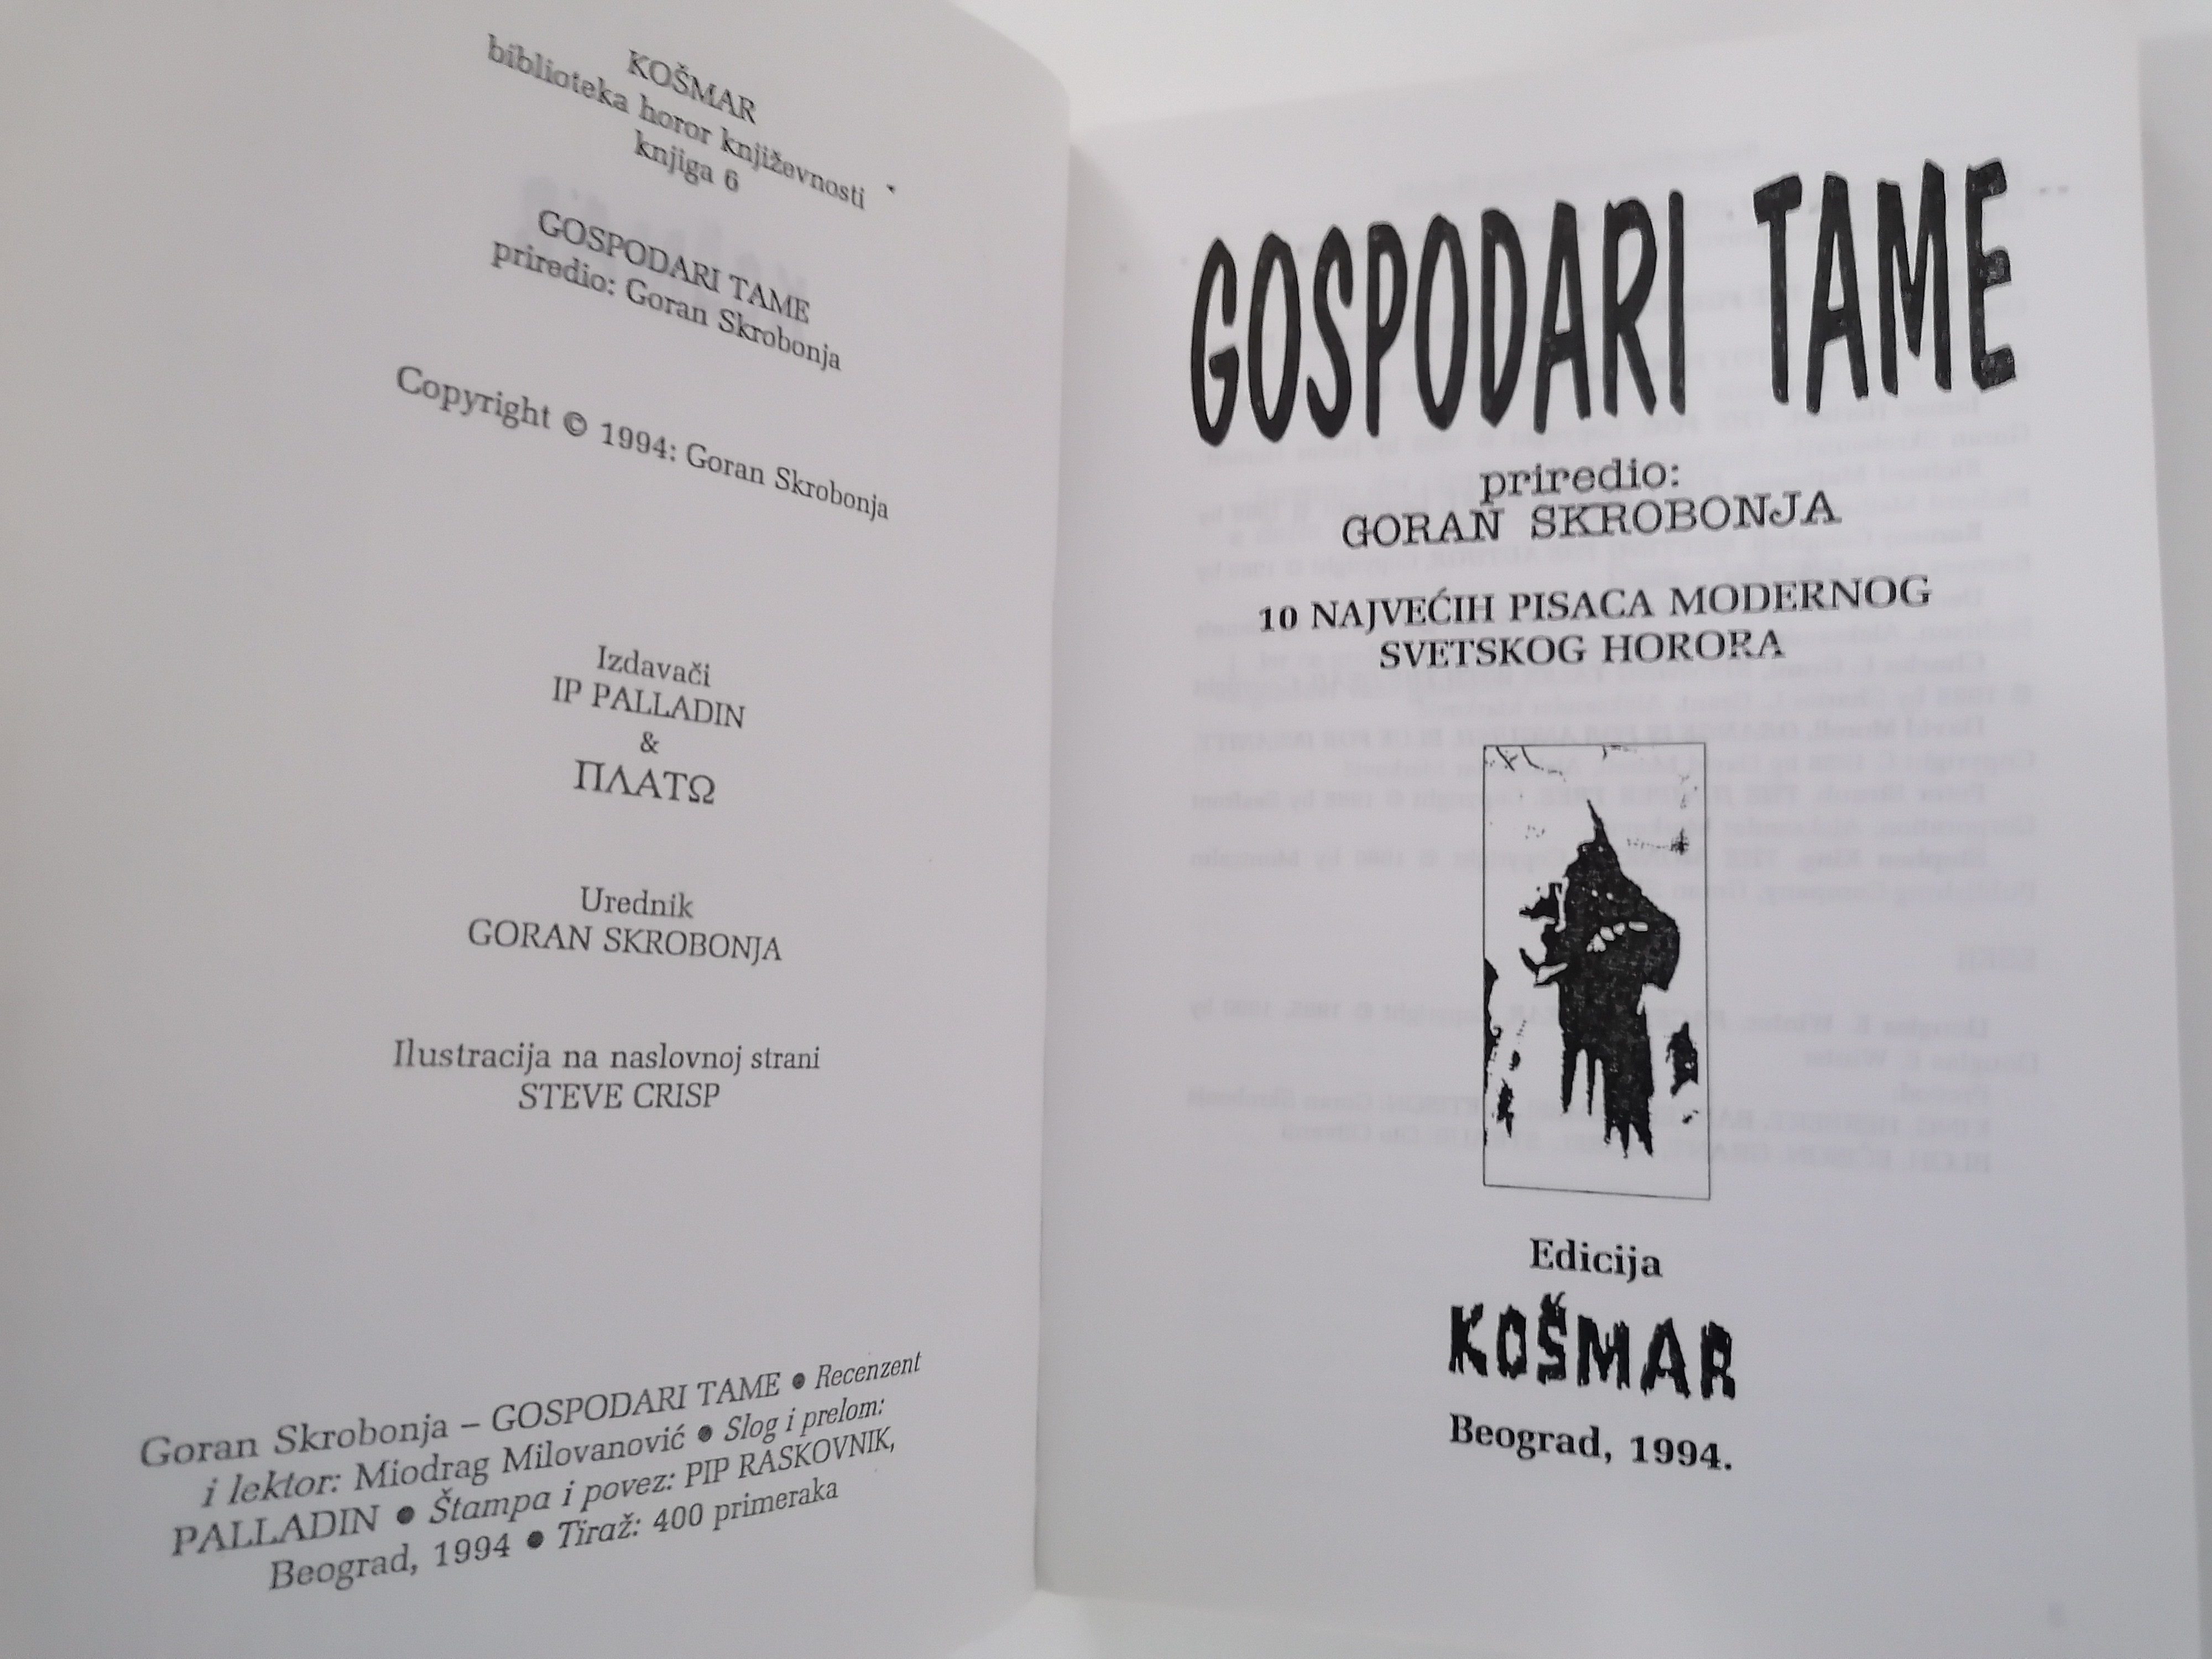 KOŠMAR
biblioteka horor književnosti
knjiga 6
GOSPODARI TAME
priredio: Goran Skrobonja
Copyright © 1994: Goran Skrobonja
Izdavači
IP PALLADIN
&
ΠΛΑΤΩ
Urednik
GORAN SKROBONJA
Ilustracija na naslovnoj strani
STEVE CRISP
Goran Skrobonja – GOSPODARI TAME ● Recenzent
i lektor: Miodrag Milovanović ● Slog i prelom:
PALLADIN ● Štampa i povez: PIP RASKOVNIK,
Beograd, 1994 ● Tiraž: 400 primeraka
GOSPODARI TAME
priredio:
GORAN SKROBONJA
10 NAJVEĆIH PISACA MODERNOG
SVETSKOG HORORA
Edicija
KOŠMAR
Beograd, 1994.